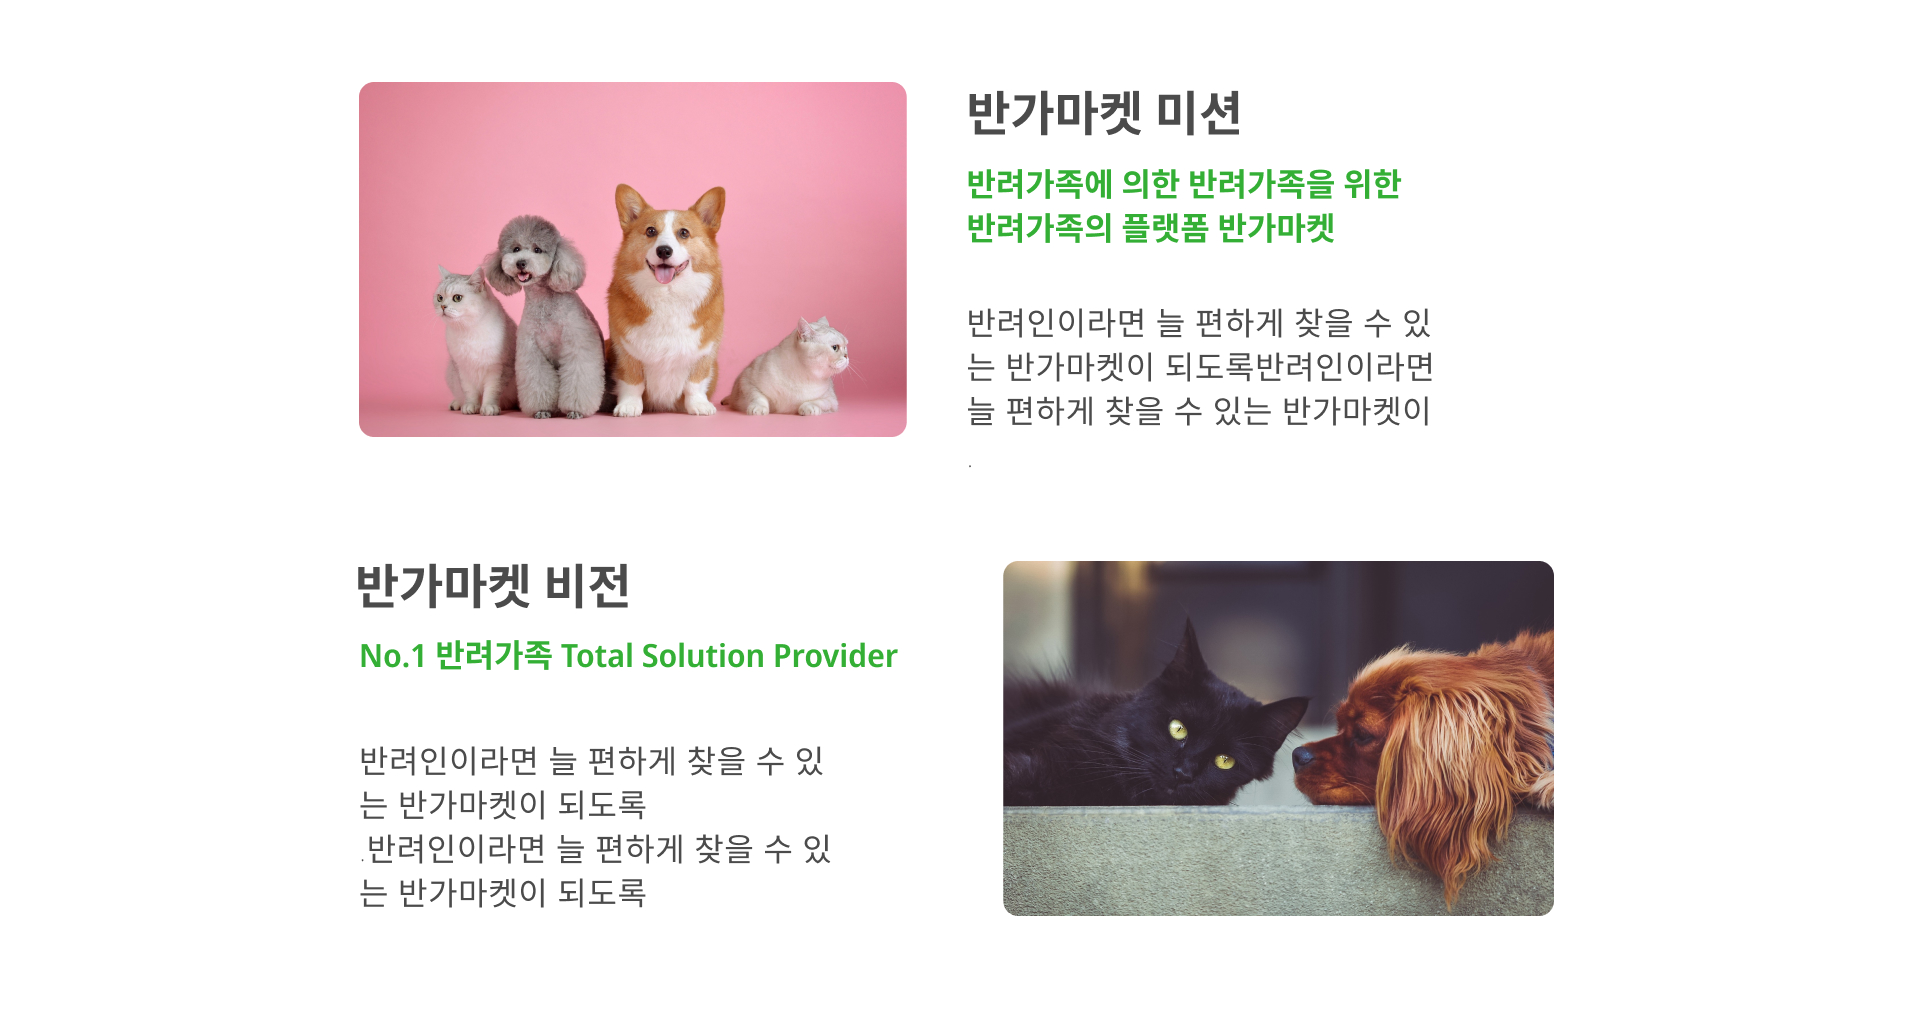 반가마켓 미션
반려가족에 의한 반려가족을 위한
반려가족의 플랫폼 반가마켓
반려인이라면 늘 편하게 찾을 수 있
는 반가마켓이 되도록반려인이라면
늘 편하게 찾을 수 있는 반가마켓이
.
반가마켓 비전
No.1 반려가족 Total Solution Provider
반려인이라면 늘 편하게 찾을 수 있
는 반가마켓이 되도록
.반려인이라면 늘 편하게 찾을 수 있
는 반가마켓이 되도록